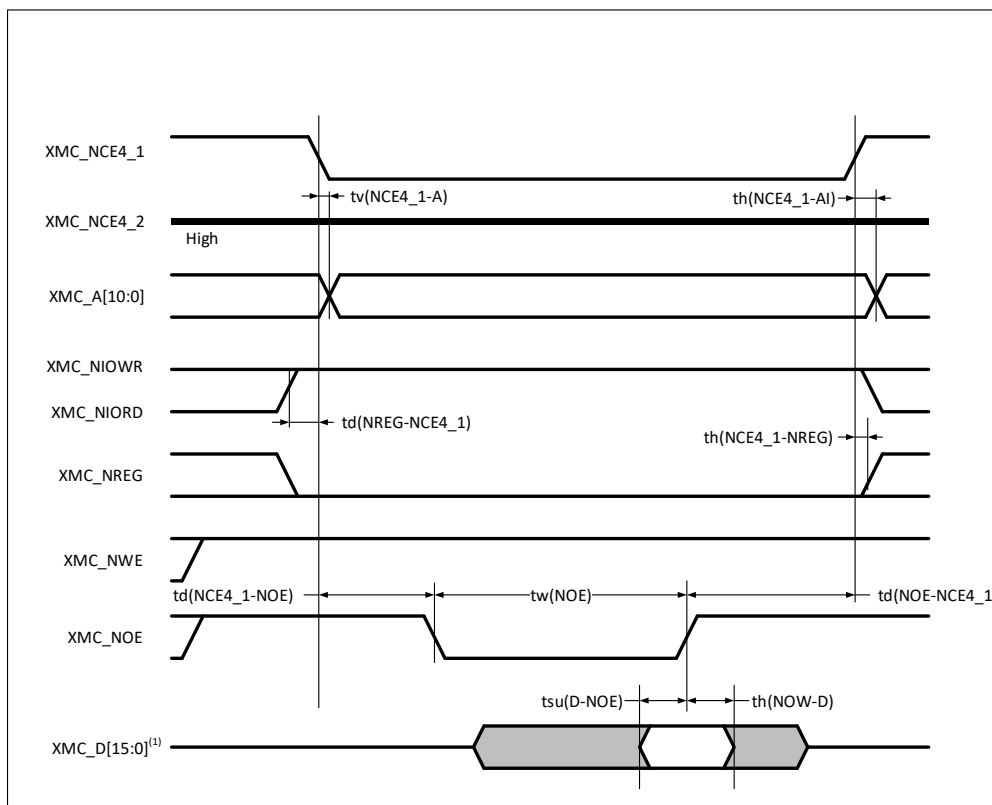 XMC_NCE4_1
tv(NCE4_1-A)
th(NCE4_1-AI)
XMC_NCE4_2
High
XMC_A[10:0]
XMC_NIOWR
XMC_NIORD
td(NREG-NCE4_1)
th(NCE4_1-NREG)
XMC_NREG
XMC_NWE
td(NCE4_1-NOE)
tw(NOE)
td(NOE-NCE4_1
XMC_NOE
tsu(D-NOE)
th(NOW-D)
XMC_D[15:0](1)